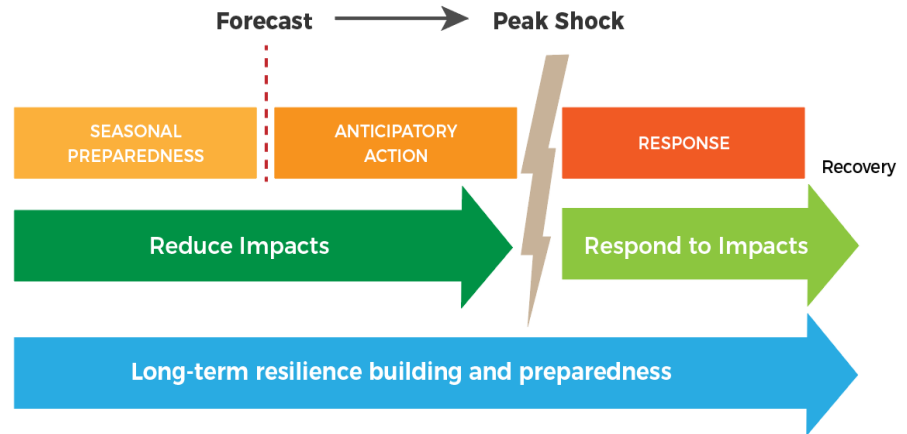 Forecast
Peak Shock
SEASONAL
PREPAREDNESS
ANTICIPATORY
ACTION
RESPONSE
Recovery
Reduce Impacts
Respond to Impacts
Long-term resilience building and preparedness